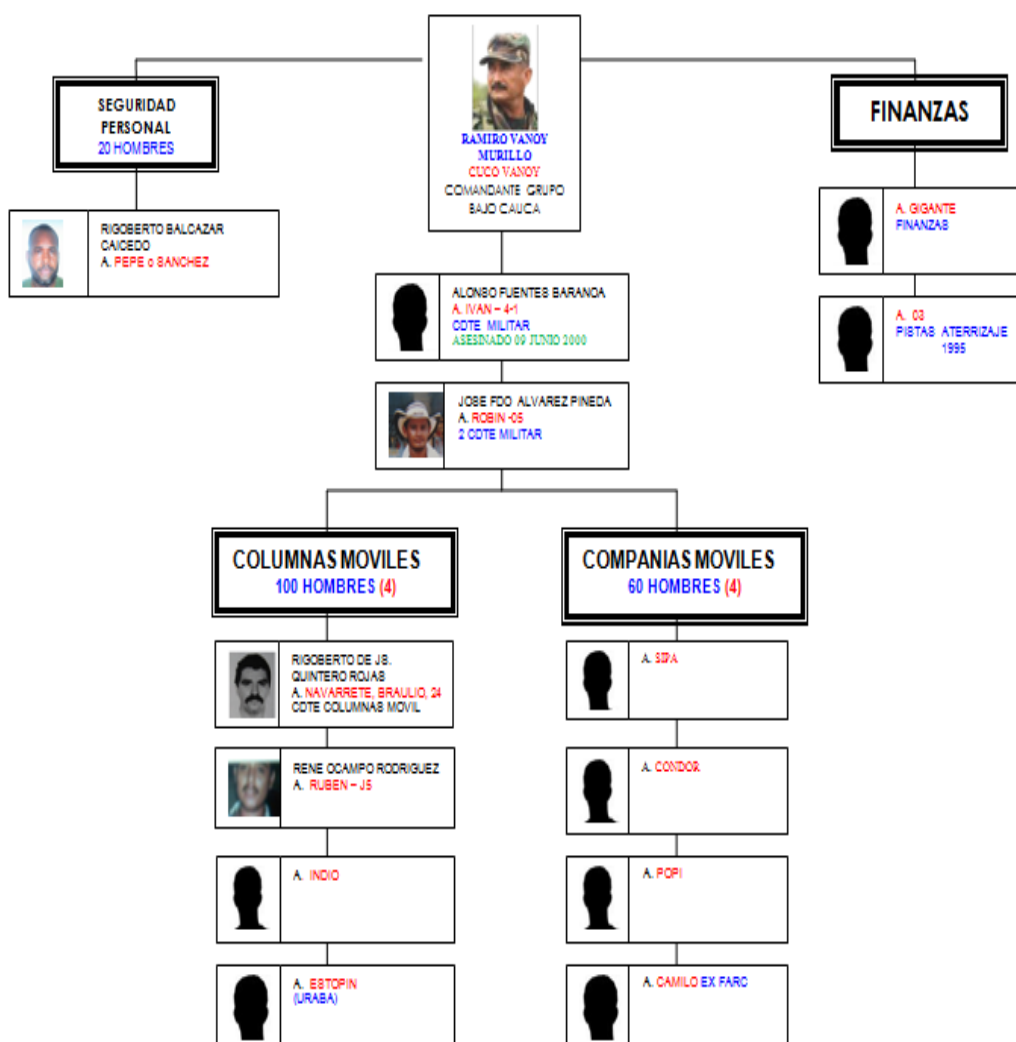 RAMIRO VANOY
MURILLO
CUCO VANOY
COMANDANTE GRUPO
BAJO CAUCA
SEGURIDAD
PERSONAL
20 HOMBRES
RIGOBERTO BALCAZAR
CAICEDO
A. PEPE o SANCHEZ
FINANZAS
A. GIGANTE
FINANZAS
A. 03
PISTAS ATERRIZAJE
1995
ALONSO FUENTES BARANOA
A. IVAN – 4-1
CDTE MILITAR
ASESINADO 09 JUNIO 2000
JOSE FDO ALVAREZ PINEDA
A. ROBIN -05
2 CDTE MILITAR
COLUMNAS MOVILES
100 HOMBRES (4)
RIGOBERTO DE JS.
QUINTERO ROJAS
A. NAVARRETE, BRAULIO, 24
CDTE COLUMNAS MOVIL
RENE OCAMPO RODRIGUEZ
A. RUBEN – J5
A. INDIO
A. ESTOPIN
(URABA)
COMPANIAS MOVILES
60 HOMBRES (4)
A. SIPA
A. CONDOR
A. POPI
A. CAMILO EX FARC